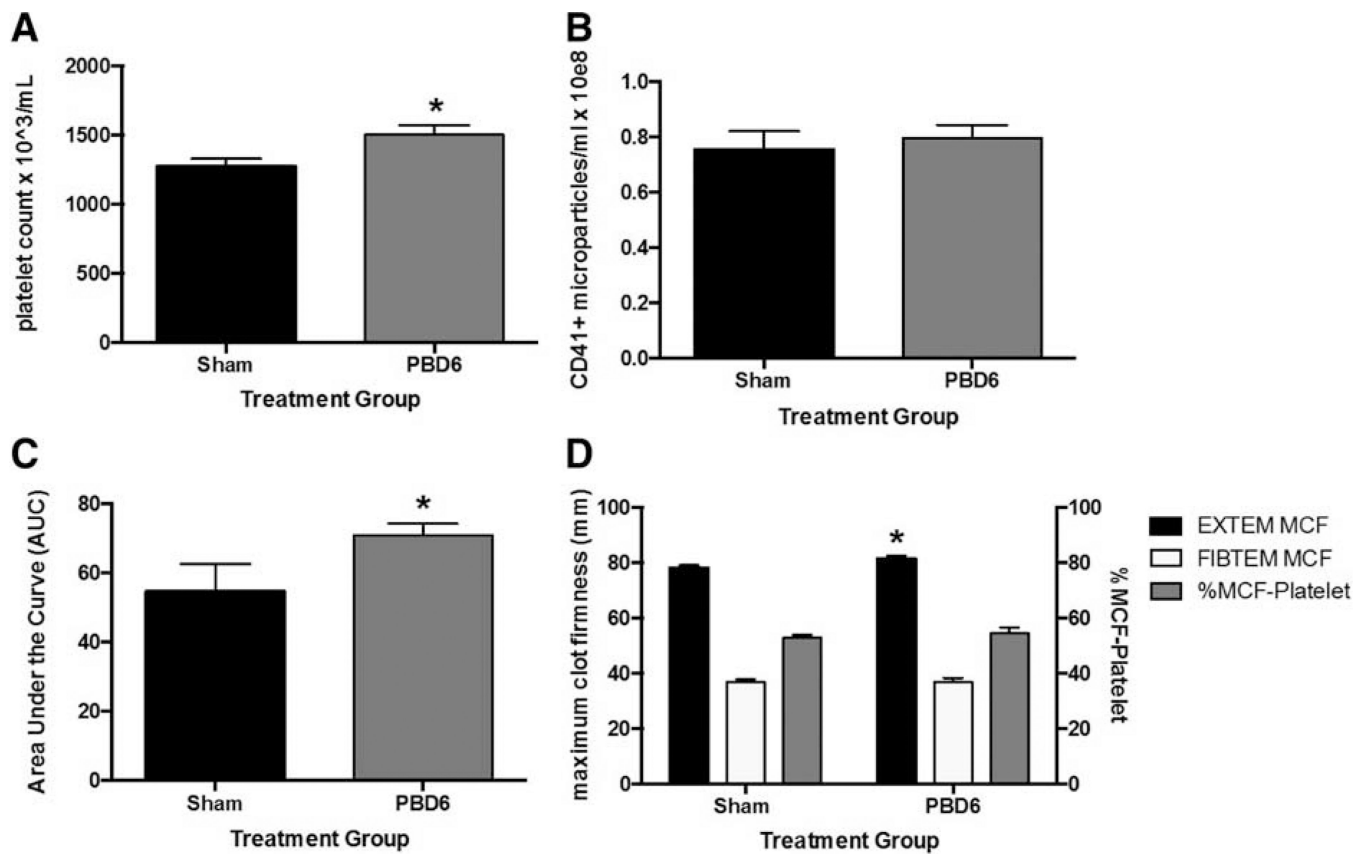 A
platelet count x 10^3/mL
2000
1500
1000
500
0
*
Sham PBD6
Treatment Group
B
CD41+ microparticles/ml x 10e8
1.0
0.8
0.6
0.4
0.2
0.0
Sham PBD6
Treatment Group
C
Area Under the Curve (AUC)
80
60
40
20
0
*
Sham PBD6
Treatment Group
D
maximum clot firmness (mm)
100
80
60
40
20
0
*
Sham PBD6
Treatment Group
100
80
60
40
20
0
% MCF-Platelet
EXTEM MCF
FIBTEM MCF
%MCF-Platelet